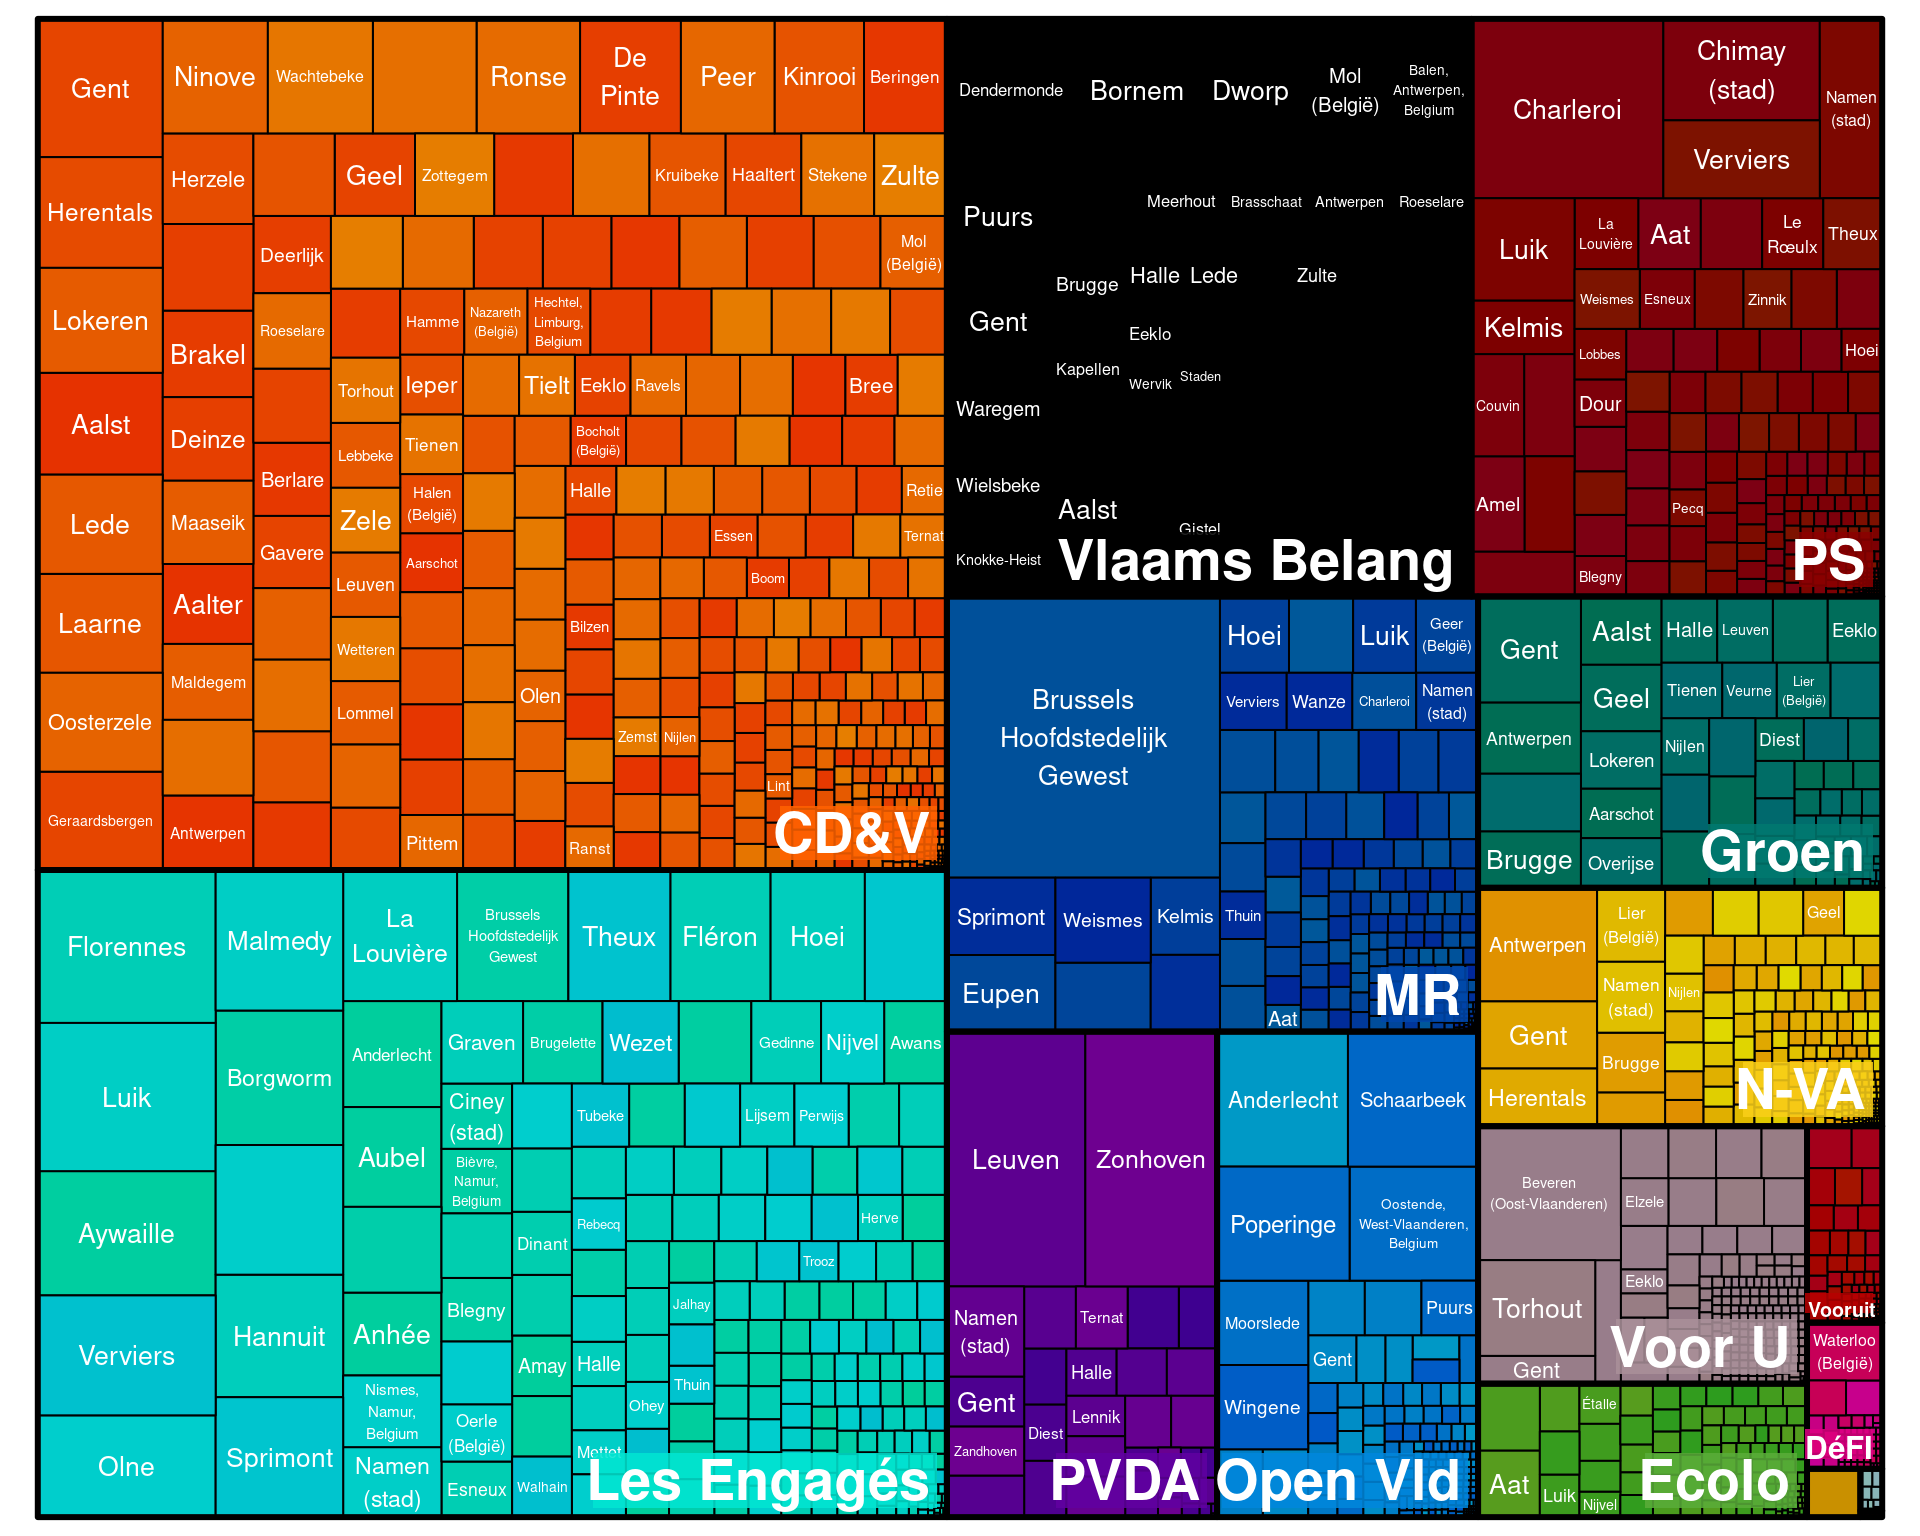 Gent
Ninove
Wachtebeke
Ronse
De
Pinte
Peer
Kinrooi
Beringen
Herentals
Herzele
Geel
Zottegem
Kruibeke
Haaltert
Stekene
Zulte
Deerlijk
Mol
(België)
Lokeren
Brakel
Roeselare
Hamme
Nazareth
(België)
Hechtel,
Limburg,
Belgium
Aalst
Deinze
Torhout
Ieper
Tielt
Eeklo
Ravels
Bree
Berlare
Lebbeke
Tienen
Bocholt
(België)
Lede
Maaseik
Zele
Halen
(België)
Halle
Retie
Gavere
Aarschot
Essen
Ternat
Laarne
Aalter
Leuven
Boom
Bilzen
Oosterzele
Maldegem
Wetteren
Lommel
Olen
Zemst
Nijlen
Geraardsbergen
Antwerpen
Pittem
Ranst
Lint
CD&V
Dendermonde
Bornem
Dworp
Mol
(België)
Balen,
Antwerpen,
Belgium
Puurs
Meerhout
Brasschaat
Antwerpen
Roeselare
Brugge
Halle
Lede
Zulte
Gent
Eeklo
Kapellen
Wervik
Staden
Waregem
Wielsbeke
Aalst
Gistel
Knokke-Heist
Vlaams Belang
Charleroi
Chimay
(stad)
Namen
(stad)
Verviers
Luik
La
Louvière
Aat
Le
Rœulx
Theux
Weismes
Esneux
Zinnik
Kelmis
Lobbes
Hoei
Couvin
Dour
Amel
Pecq
Blegny
PS
Brussels
Hoofdstedelijk
Gewest
Hoei
Luik
Geer
(België)
Verviers
Wanze
Charleroi
Namen
(stad)
Sprimont
Weismes
Kelmis
Thuin
Eupen
Aat
MR
Gent
Aalst
Halle
Leuven
Eeklo
Geel
Tienen
Veurne
Lier
(België)
Antwerpen
Lokeren
Nijlen
Diest
Aarschot
Brugge
Overijse
Groen
Antwerpen
Lier
(België)
Geel
Namen
(stad)
Nijlen
Gent
Brugge
Herentals
N-VA
Florennes
Malmedy
La
Louvière
Brussels
Hoofdstedelijk
Gewest
Theux
Fléron
Hoei
Luik
Borgworm
Anderlecht
Graven
Brugelette
Wezet
Gedinne
Nijvel
Awans
Aubel
Ciney
(stad)
Tubeke
Lijsem
Perwijs
Bièvre,
Namur,
Belgium
Aywaille
Rebecq
Herve
Dinant
Trooz
Verviers
Hannuit
Anhée
Blegny
Jalhay
Amay
Halle
Thuin
Nismes,
Namur,
Belgium
Oerle
(België)
Ohey
Olne
Sprimont
Namen
(stad)
Esneux
Walhain
Mettet
Les Engagés
Leuven
Zonhoven
Namen
(stad)
Ternat
Halle
Gent
Lennik
Diest
Zandhoven
PVDA
Anderlecht
Schaarbeek
Poperinge
Oostende,
West-Vlaanderen,
Belgium
Moorslede
Puurs
Gent
Wingene
Open Vld
Beveren
(Oost-Vlaanderen)
Elzele
Eeklo
Torhout
Gent
Voor U
Vooruit
Waterloo
(België)
DéFI
Étalle
Aat
Luik
Nijvel
Ecolo